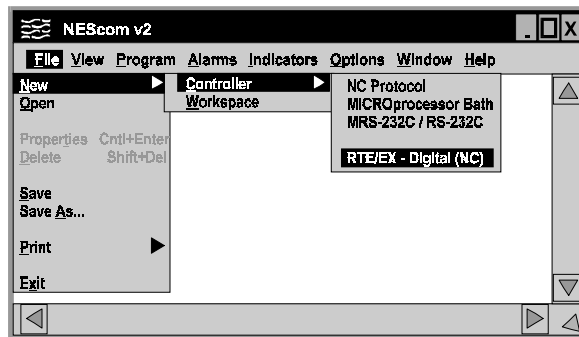 NEScom v2
File View Program Alarms Indicators Options Window Help
New
Open
Properties Cntl+Enter
Delete Shift+Del
Save
Save As...
Print
Exit
Controller
Workspace
NC Protocol
MICROprocessor Bath
MRS-232C / RS-232C
RTE/EX - Digital (NC)